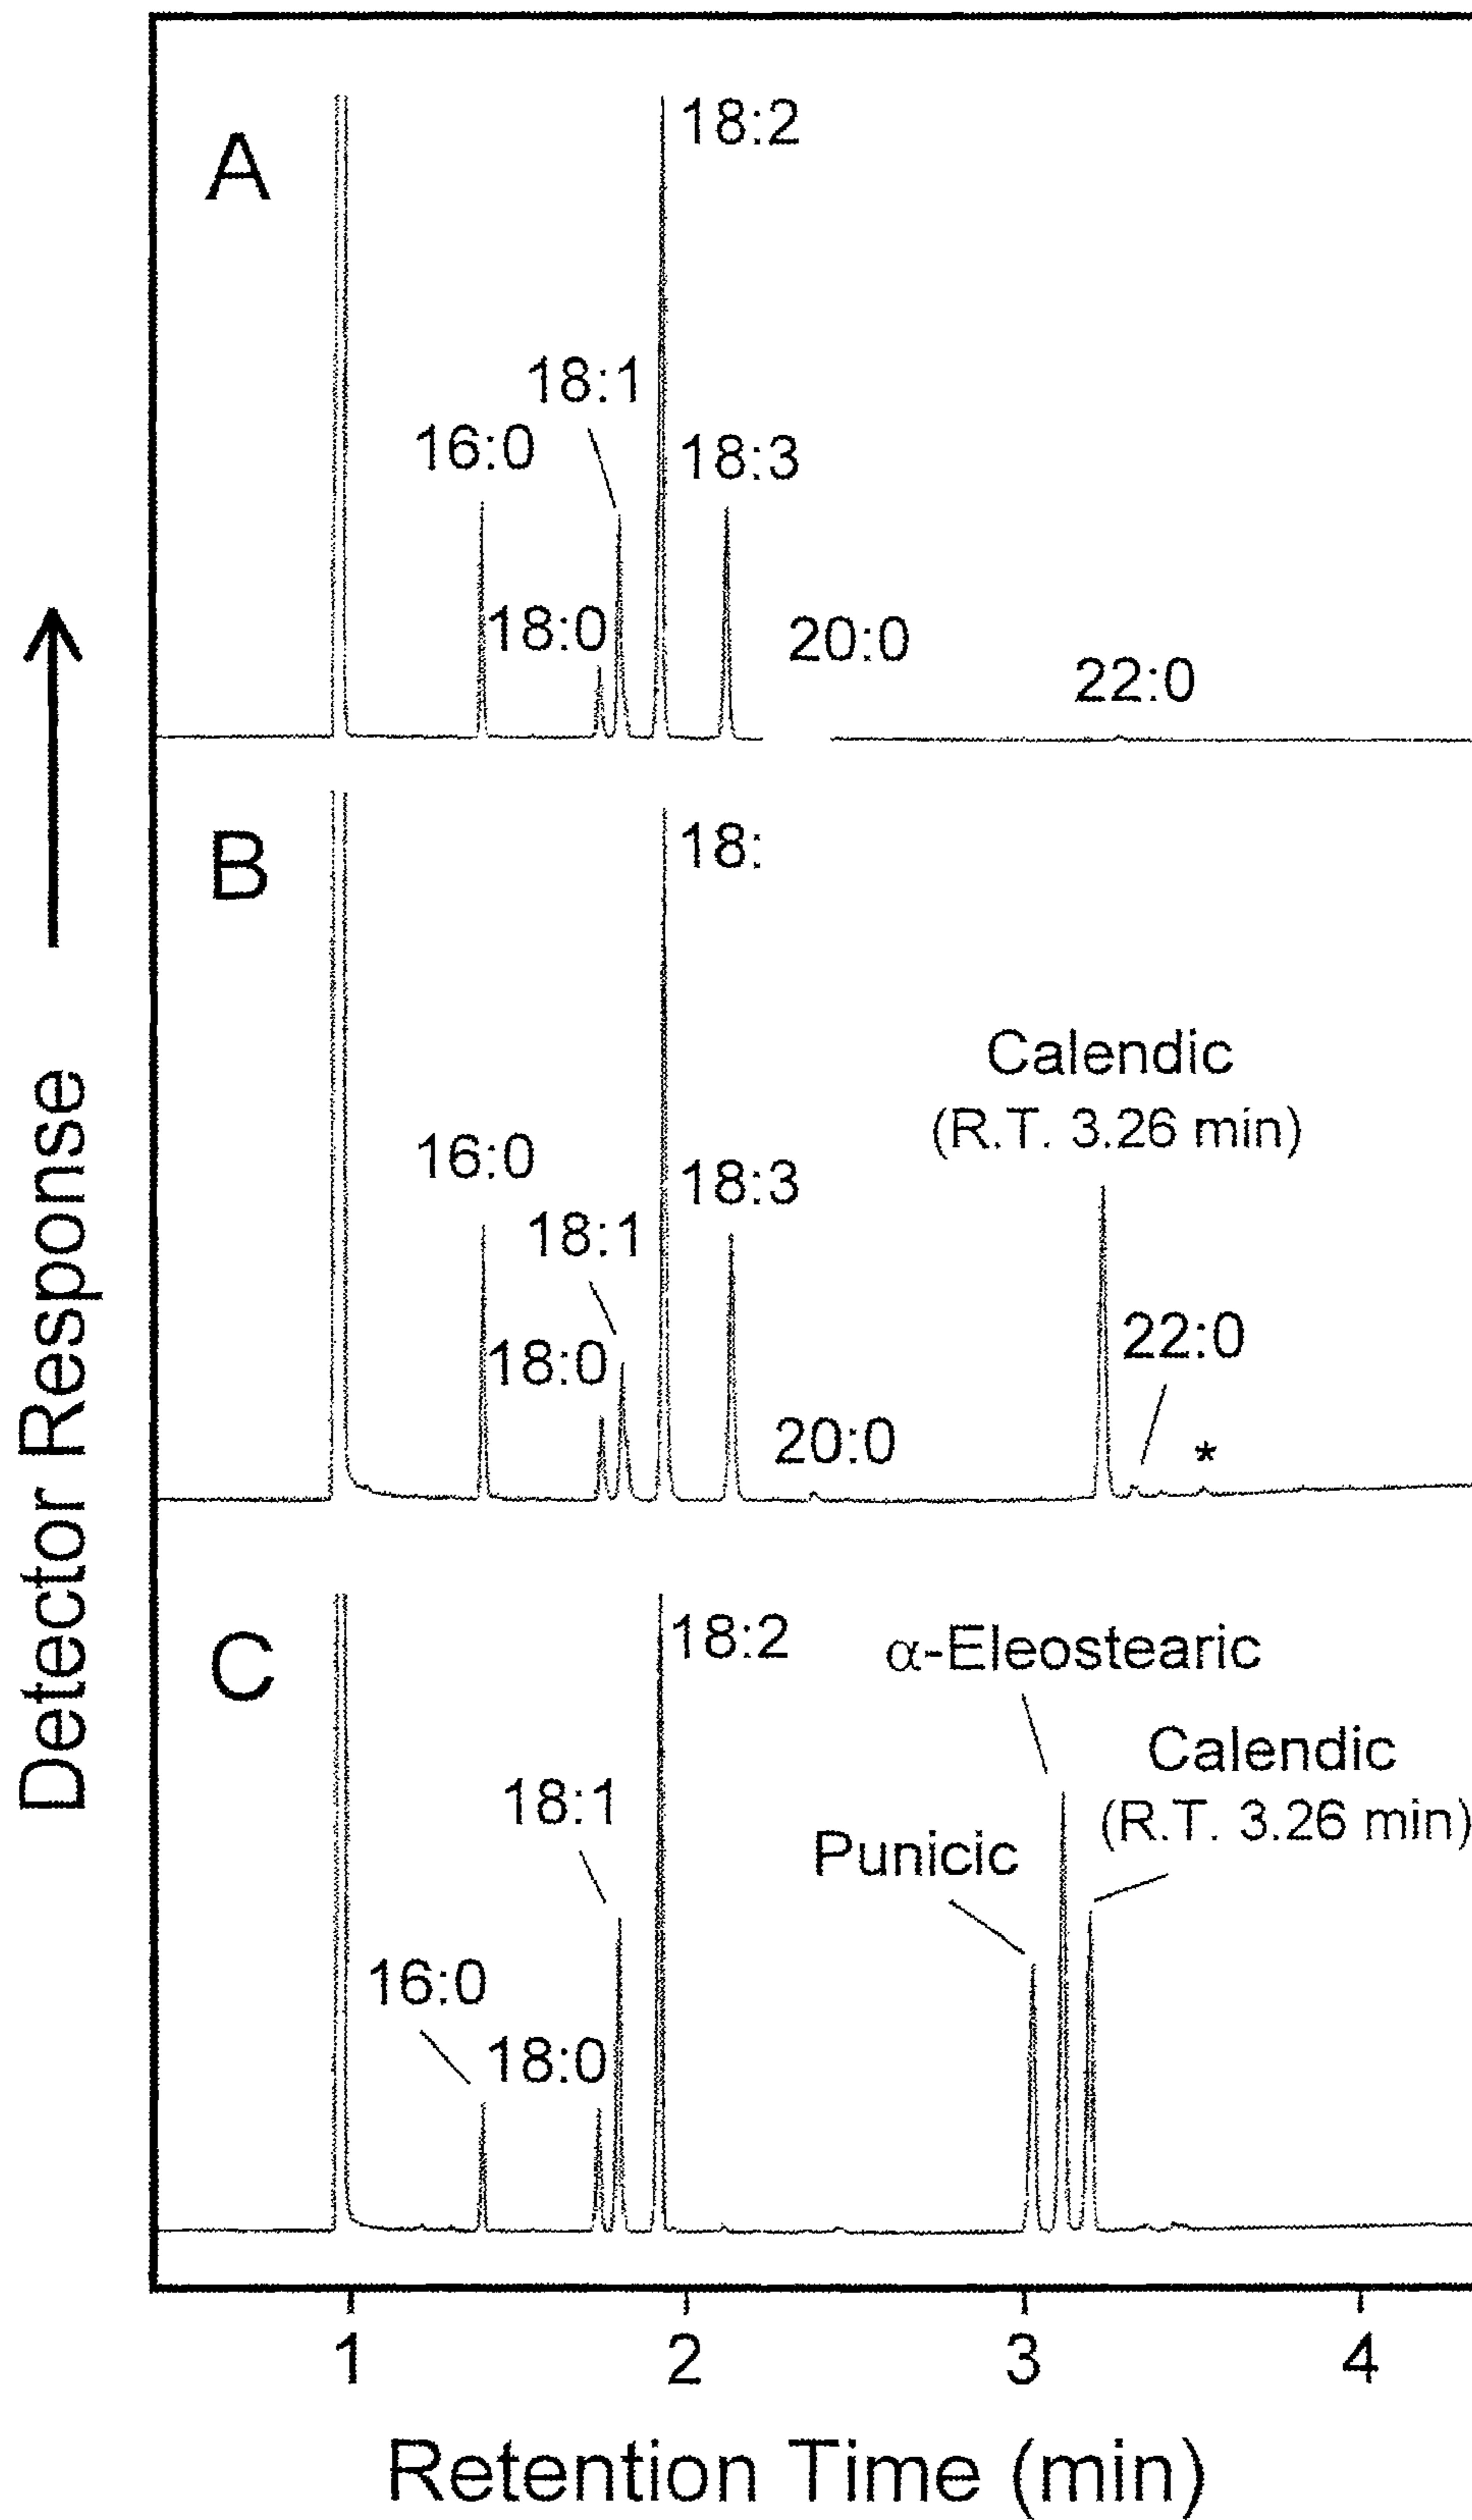 Detector Response
A
18:2
18:1
16:0
18:3
18:0
20:0
22:0
B
18:
Calendic
(R.T. 3.26 min)
16:0
18:3
18:1
22:0
18:0
20:0
*
C
18:2
α-Eleostearic
Calendic
(R.T. 3.26 min)
18:1
Punicic
16:0
18:0
1 2 3 4
Retention Time (min)